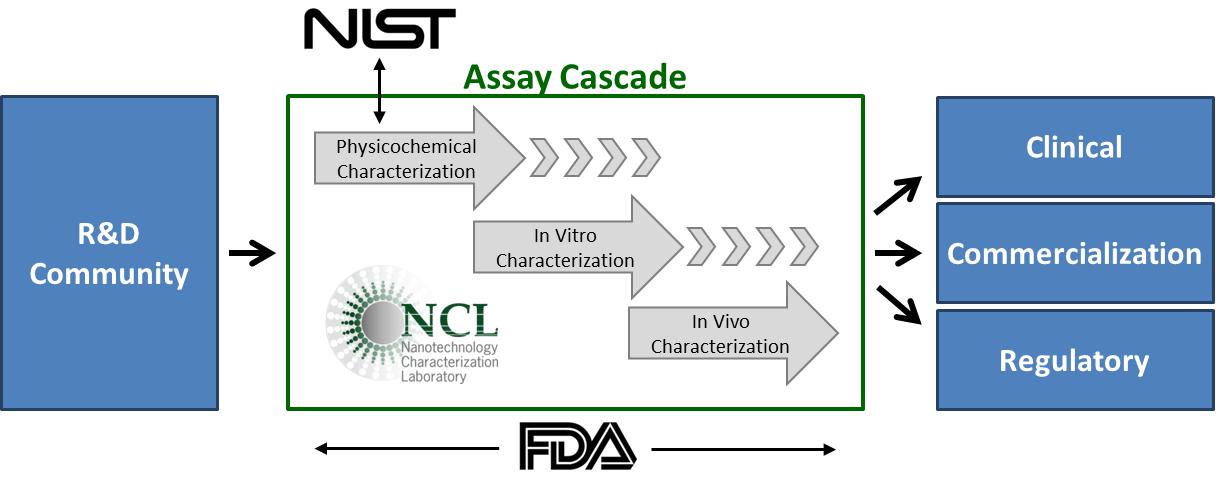 NIST
Assay Cascade
R&D
Community
Physicochemical
Characterization
In Vitro
Characterization
In Vivo
Characterization
NCL
Nanotechnology
Characterization
Laboratory
Clinical
Commercialization
Regulatory
FDA